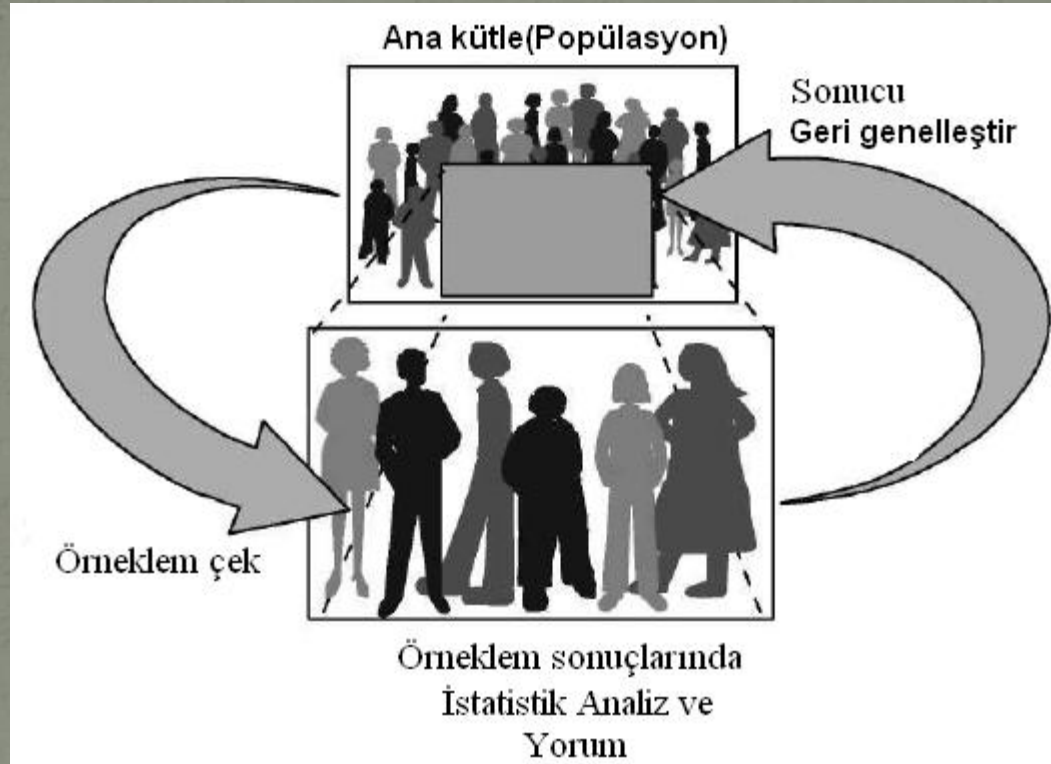 Ana kütle(Popülasyon)
Sonucu
Geri genelleştir
Örneklem çek
Örneklem sonuçlarında
İstatistik Analiz ve
Yorum